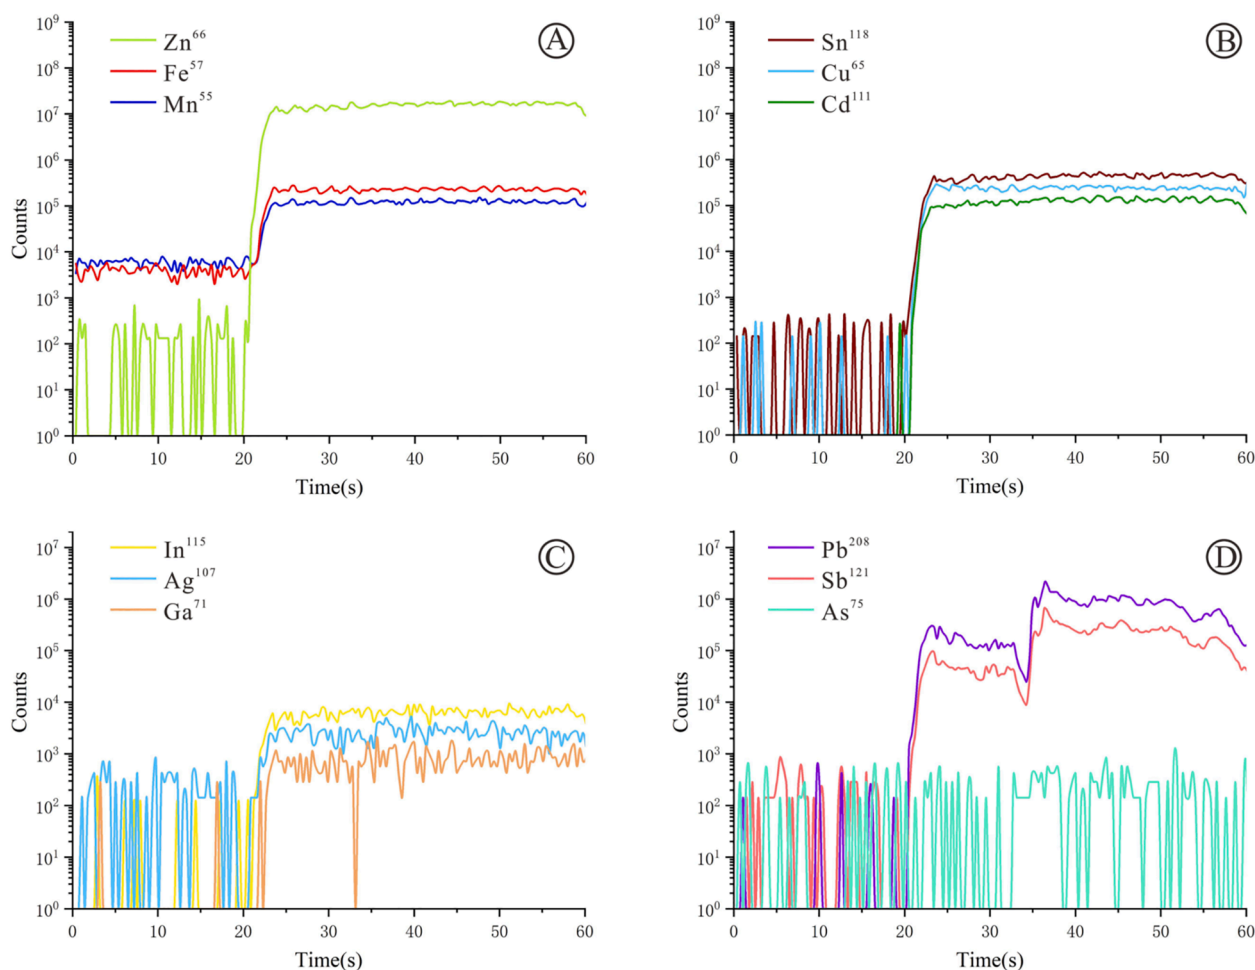 A
Zn⁶⁶
Fe⁵⁷
Mn⁵⁵
10⁹
10⁸
10⁷
10⁶
10⁵
10⁴
10³
10²
10¹
10⁰
Counts
0 10 20 30 40 50 60
Time(s)
B
Sn¹¹⁸
Cu⁶⁵
Cd¹¹¹
10⁹
10⁸
10⁷
10⁶
10⁵
10⁴
10³
10²
10¹
10⁰
Counts
0 10 20 30 40 50 60
Time(s)
C
In¹¹⁵
Ag¹⁰⁷
Ga⁷¹
10⁷
10⁶
10⁵
10⁴
10³
10²
10¹
10⁰
Counts
0 10 20 30 40 50 60
Time(s)
D
Pb²⁰⁸
Sb¹²¹
As⁷⁵
10⁷
10⁶
10⁵
10⁴
10³
10²
10¹
10⁰
Counts
0 10 20 30 40 50 60
Time(s)